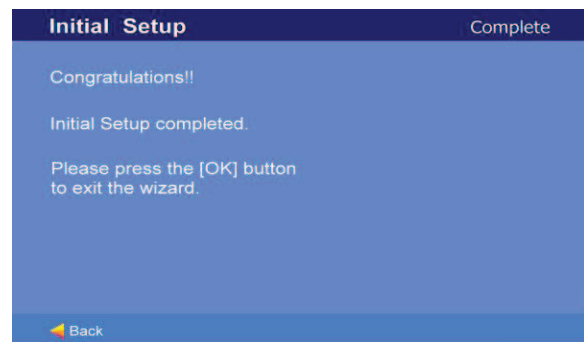 Initial Setup
Complete
Congratulations!!
Initial Setup completed.
Please press the [OK] button
to exit the wizard.
Back